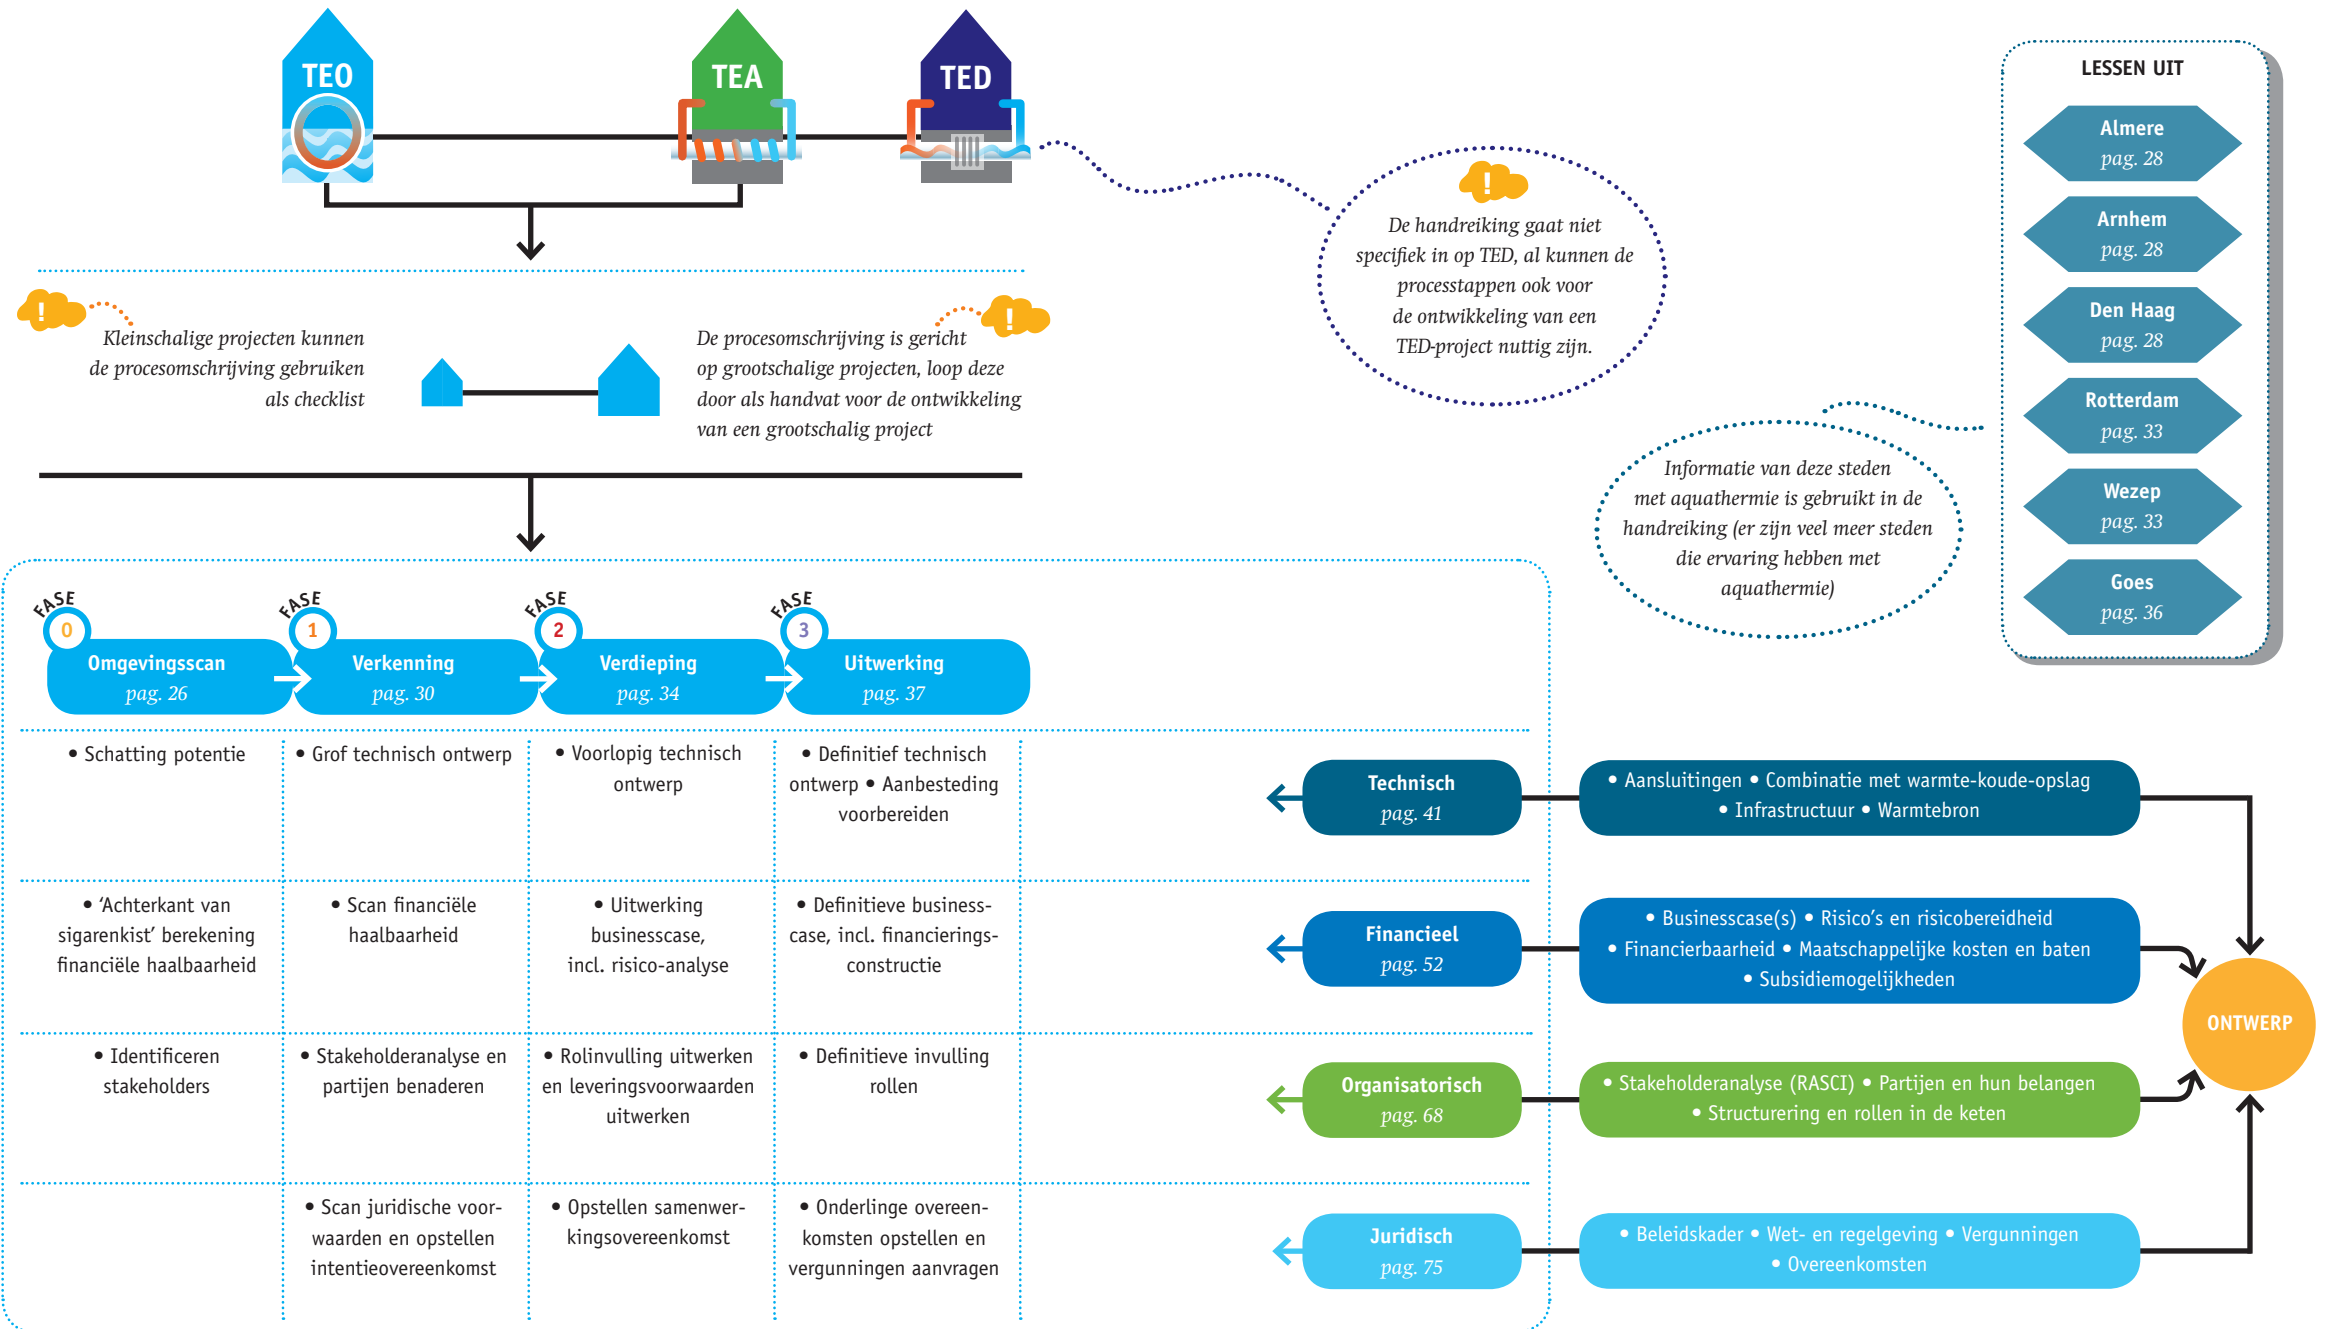 TEO
TEA
TED
!
De handreiking gaat niet
specifiek in op TED, al kunnen de
processtappen ook voor
de ontwikkeling van een
TED-project nuttig zijn.
LESSEN UIT
Almere
pag. 28
Arnhem
pag. 28
Den Haag
pag. 28
Rotterdam
pag. 33
Wezep
pag. 33
Goes
pag. 36
!
Kleinschalige projecten kunnen
de procesomschrijving gebruiken
als checklist
!
De procesomschrijving is gericht
op grootschalige projecten, loop deze
door als handvat voor de ontwikkeling
van een grootschalig project
Informatie van deze steden
met aquathermie is gebruikt in de
handreiking (er zijn veel meer steden
die ervaring hebben met
aquathermie)
FASE
0
Omgevingsscan
pag. 26
FASE
1
Verkenning
pag. 30
FASE
2
Verdieping
pag. 34
FASE
3
Uitwerking
pag. 37
• Schatting potentie
• Grof technisch ontwerp
• Voorlopig technisch
ontwerp
• Definitief technisch
ontwerp • Aanbesteding
voorbereiden
Technisch
pag. 41
• Aansluitingen • Combinatie met warmte-koude-opslag
• Infrastructuur • Warmtebron
• ‘Achterkant van
sigarenkist’ berekening
financiële haalbaarheid
• Scan financiële
haalbaarheid
• Uitwerking
businesscase,
incl. risico-analyse
• Definitieve business-
case, incl. financierings-
constructie
Financieel
pag. 52
• Businesscase(s) • Risico’s en risicobereidheid
• Financierbaarheid • Maatschappelijke kosten en baten
• Subsidiemogelijkheden
ONTWERP
• Identificeren
stakeholders
• Stakeholderanalyse en
partijen benaderen
• Rolinvulling uitwerken
en leveringsvoorwaarden
uitwerken
• Definitieve invulling
rollen
Organisatorisch
pag. 68
• Stakeholderanalyse (RASCI) • Partijen en hun belangen
• Structurering en rollen in de keten
• Scan juridische voor-
waarden en opstellen
intentieovereenkomst
• Opstellen samenwer-
kingsovereenkomst
• Onderlinge overeen-
komsten opstellen en
vergunningen aanvragen
Juridisch
pag. 75
• Beleidskader • Wet- en regelgeving • Vergunningen
• Overeenkomsten